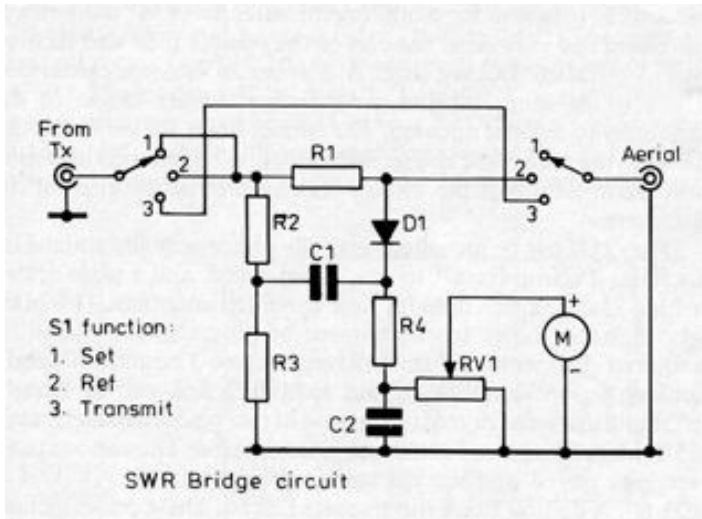 From
Tx
1
2
3
R1
1
2
3
Aerial
R2
C1
D1
R3
R4
S1 function:
1. Set
2. Ref
3. Transmit
RV1
+
M
-
C2
SWR Bridge circuit